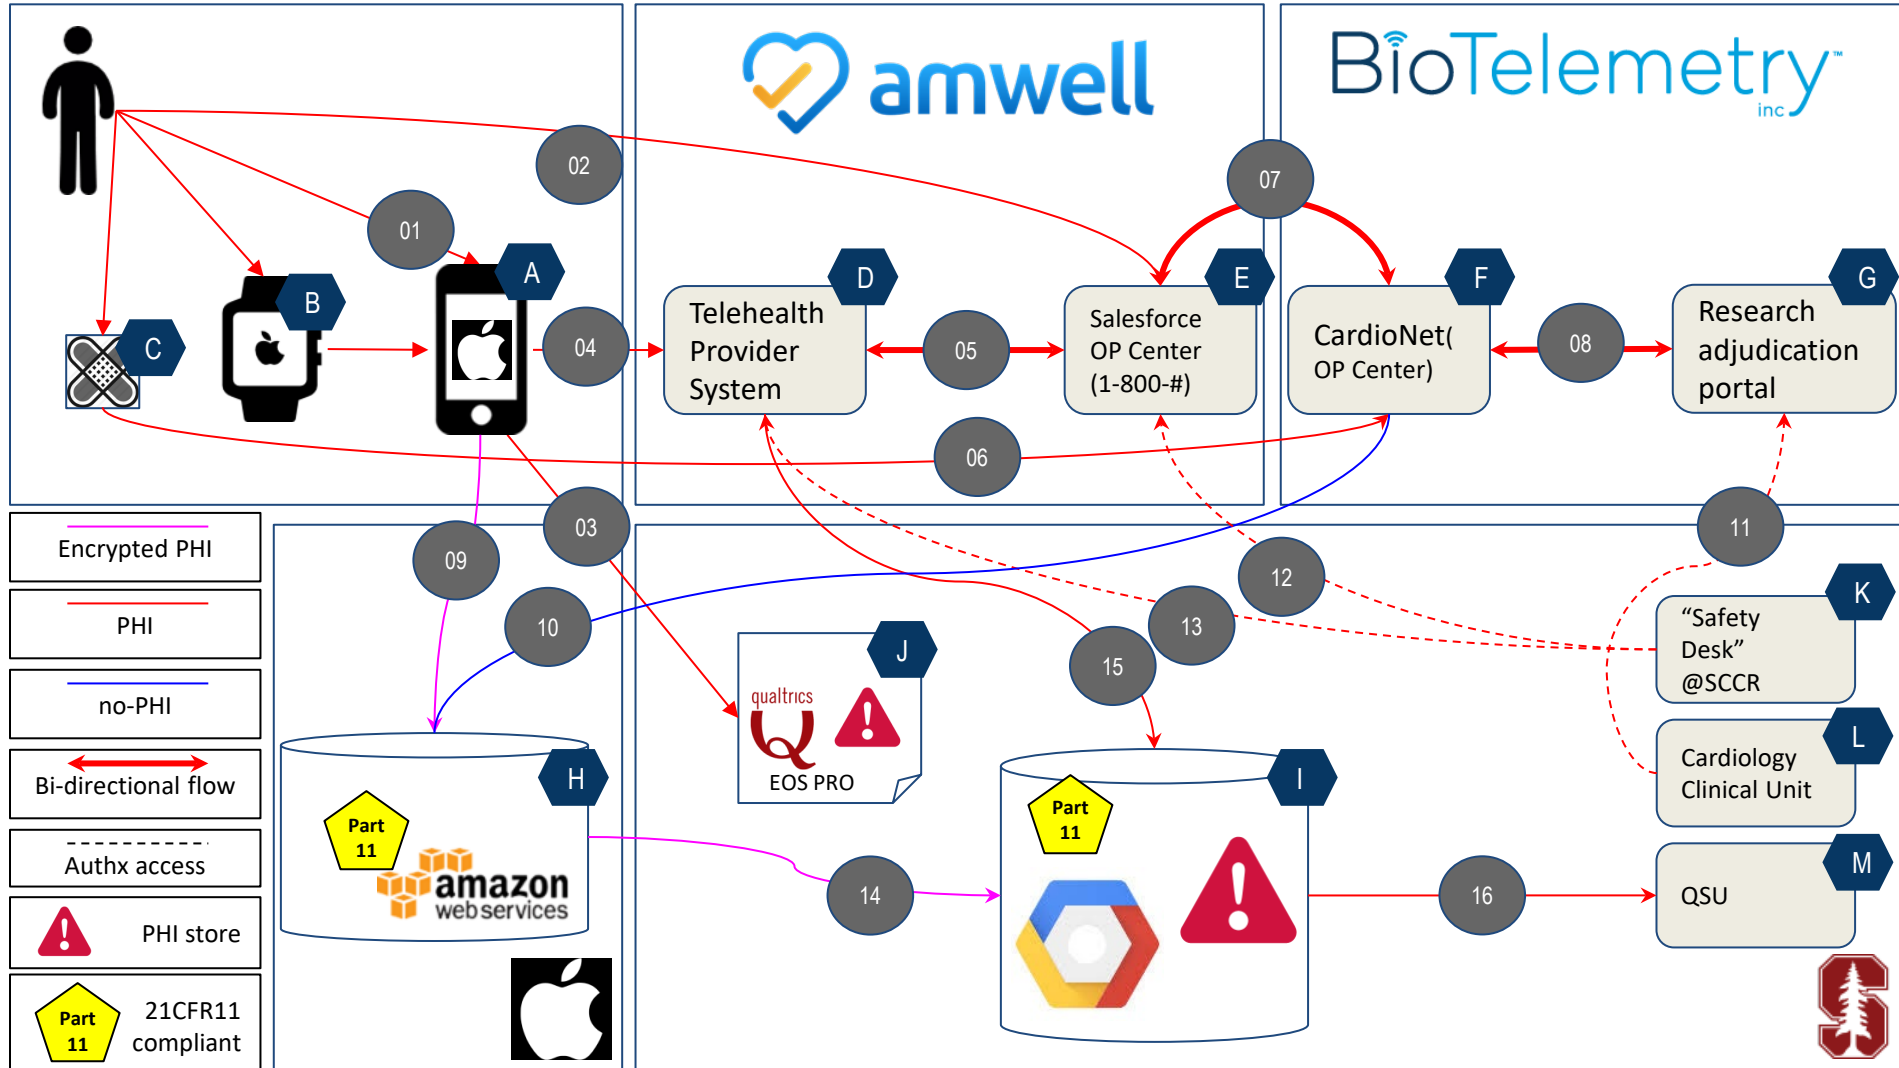 amwell
BioTelemetry™
inc
02
07
01
A
B
C
D
E
F
G
04
05
08
06
Telehealth
Provider
System
Salesforce
OP Center
(1-800-#)
CardioNet(
OP Center)
Research
adjudication
portal
03
09
10
11
12
13
15
Encrypted PHI
PHI
no-PHI
Bi-directional flow
Authx access
PHI store
Part
11
21CFR11
compliant
H
Part
11
amazon
webservices
J
qualtrics
Q
EOS PRO
14
I
Part
11
16
K
“Safety
Desk”
@SCCR
L
Cardiology
Clinical Unit
M
QSU
S